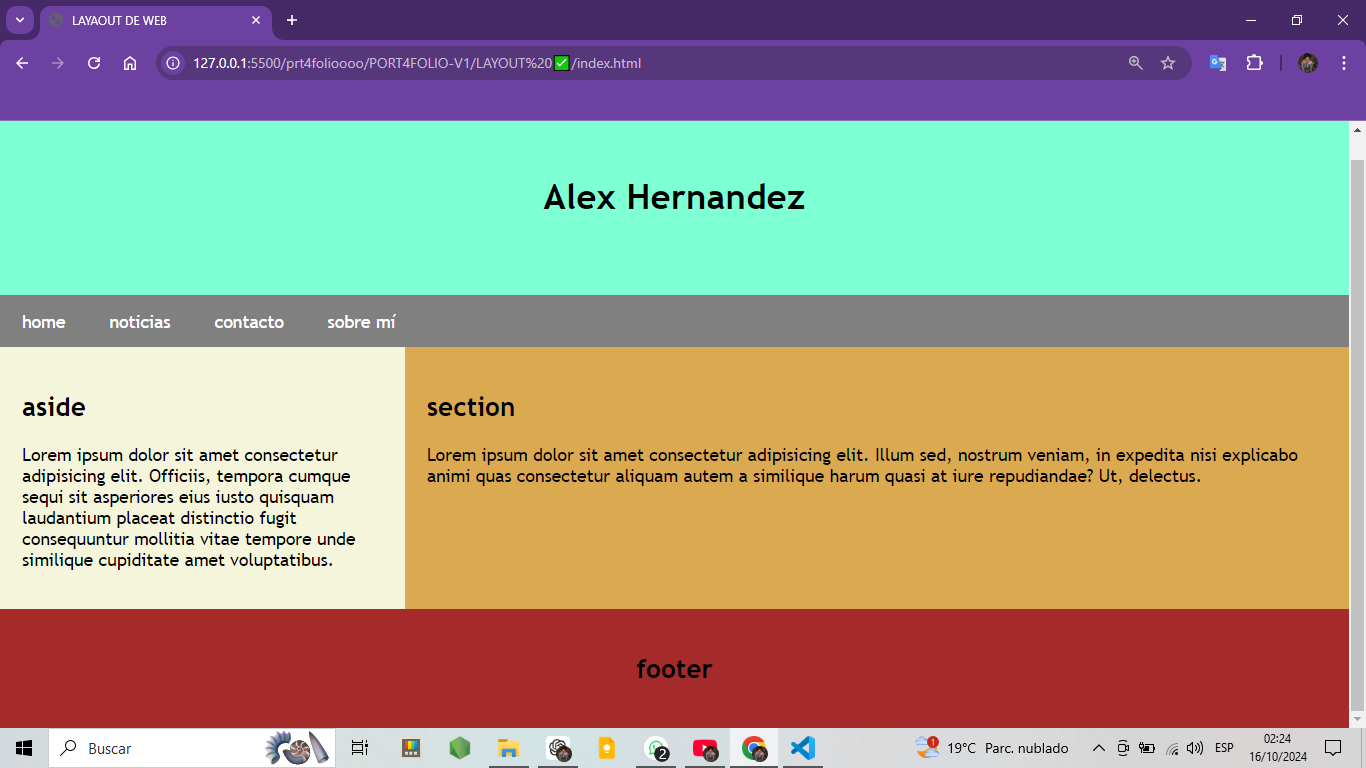 LAYAOUT DE WEB
127.0.0.1:5500/prt4folioooo/PORT4FOLIO-V1/LAYOUT%20✅/index.html
Alex Hernandez
home noticias contacto sobre mí
aside
Lorem ipsum dolor sit amet consectetur
adipisicing elit. Officiis, tempora cumque
sequi sit asperiores eius iusto quisquam
laudantium placeat distinctio fugit
consequuntur mollitia vitae tempore unde
similique cupiditate amet voluptatibus.
section
Lorem ipsum dolor sit amet consectetur adipisicing elit. Illum sed, nostrum veniam, in expedita nisi explicabo
animi quas consectetur aliquam autem a similique harum quasi at iure repudiandae? Ut, delectus.
footer
Buscar
2
1
19°C Parc. nublado
ESP
02:24
16/10/2024